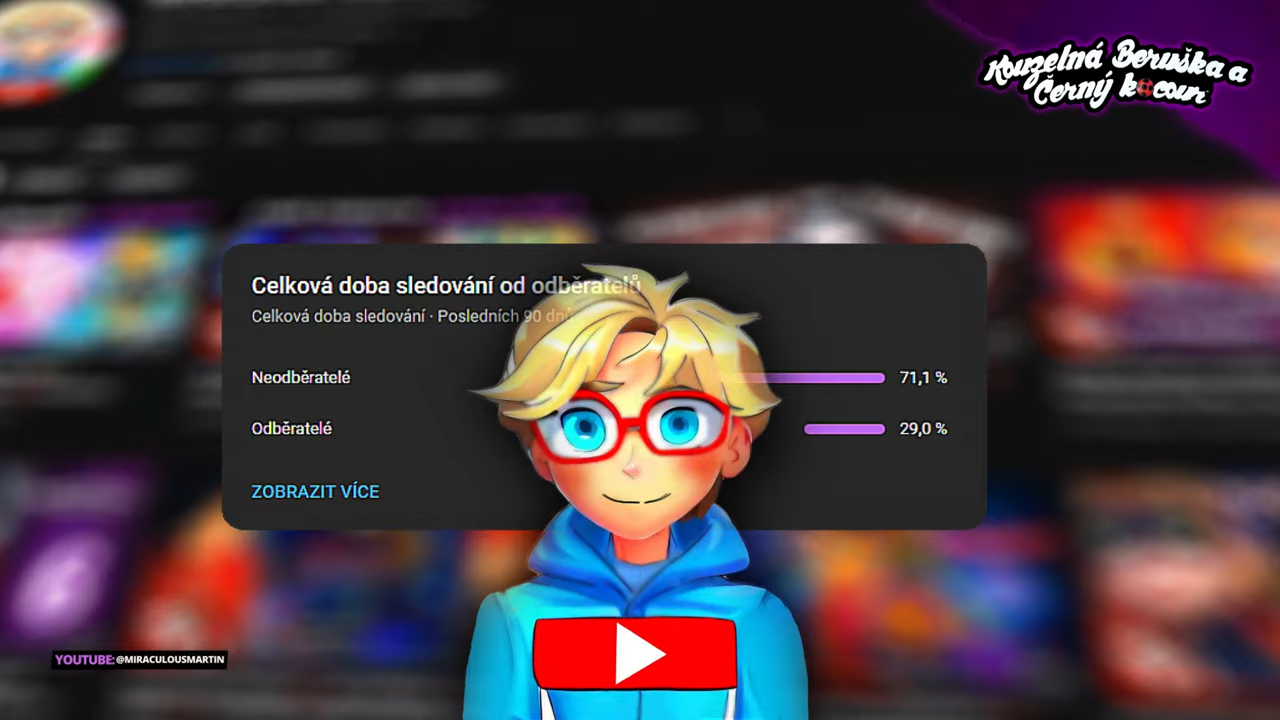 Kouzelná Beruška a
Černý kocour
Celková doba sledování od odběratelů
Celková doba sledování · Posledních 90 dnů
Neodběratelé 71,1 %
Odběratelé 29,0 %
ZOBRAZIT VÍCE
YOUTUBE:@MIRACULOUSMARTIN